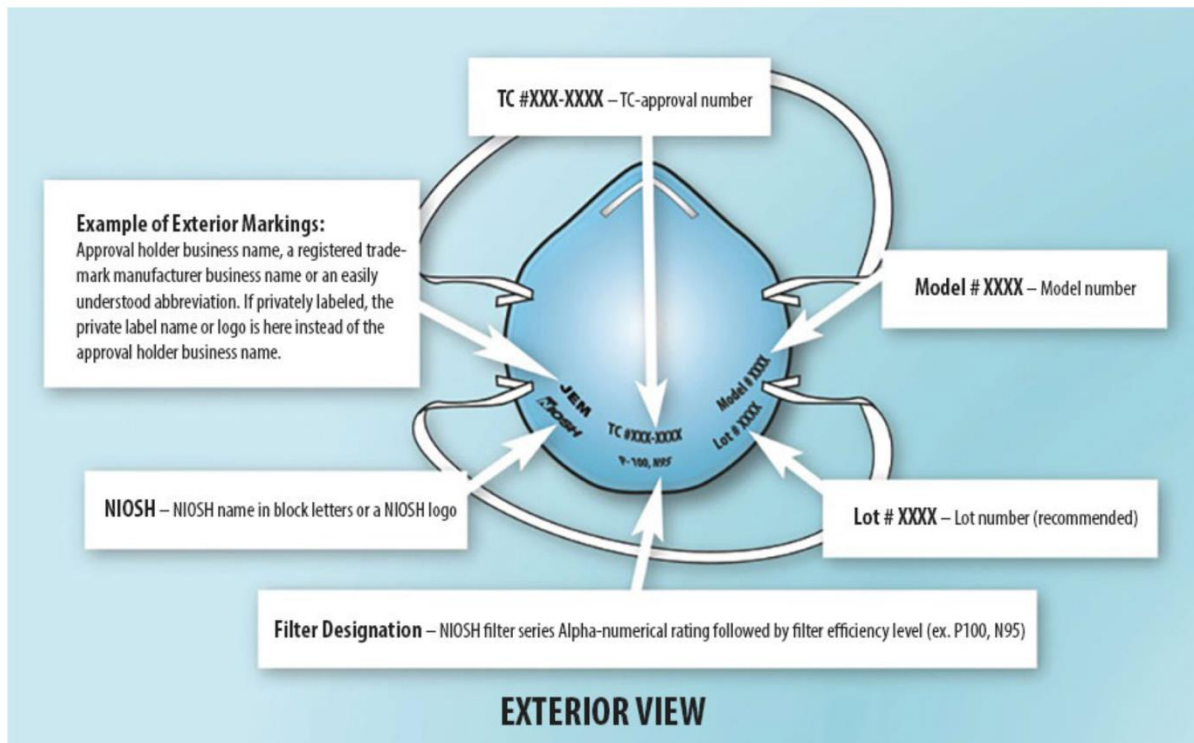 TC #XXX-XXXX – TC-approval number
Example of Exterior Markings:
Approval holder business name, a registered trade-
mark manufacturer business name or an easily
understood abbreviation. If privately labeled, the
private label name or logo is here instead of the
approval holder business name.
Model # XXXX – Model number
JEM
NIOSH
TC #XXX-XXXX
P-100, N95
Model # XXXX
Lot # XXXX
NIOSH – NIOSH name in block letters or a NIOSH logo
Lot # XXXX – Lot number (recommended)
Filter Designation – NIOSH filter series Alpha-numerical rating followed by filter efficiency level (ex. P100, N95)
EXTERIOR VIEW